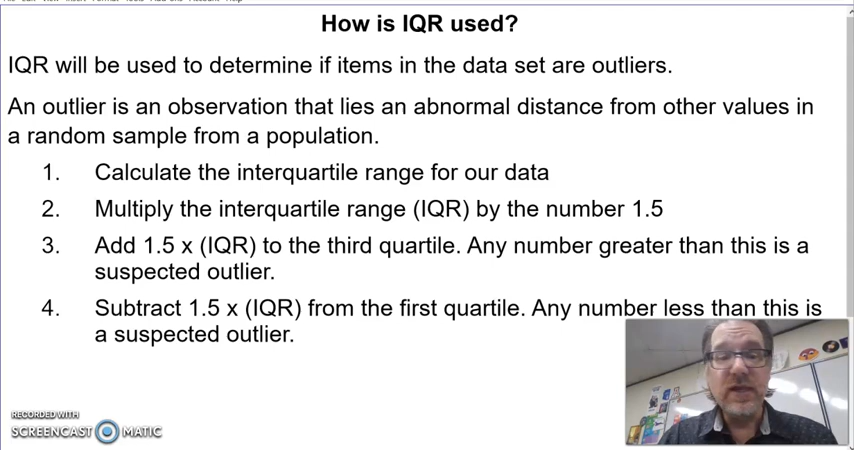 How is IQR used?
IQR will be used to determine if items in the data set are outliers.
An outlier is an observation that lies an abnormal distance from other values in
a random sample from a population.
1. Calculate the interquartile range for our data
2. Multiply the interquartile range (IQR) by the number 1.5
3. Add 1.5 x (IQR) to the third quartile. Any number greater than this is a
suspected outlier.
4. Subtract 1.5 x (IQR) from the first quartile. Any number less than this is
a suspected outlier.
RECORDED WITH
SCREENCAST MATIC